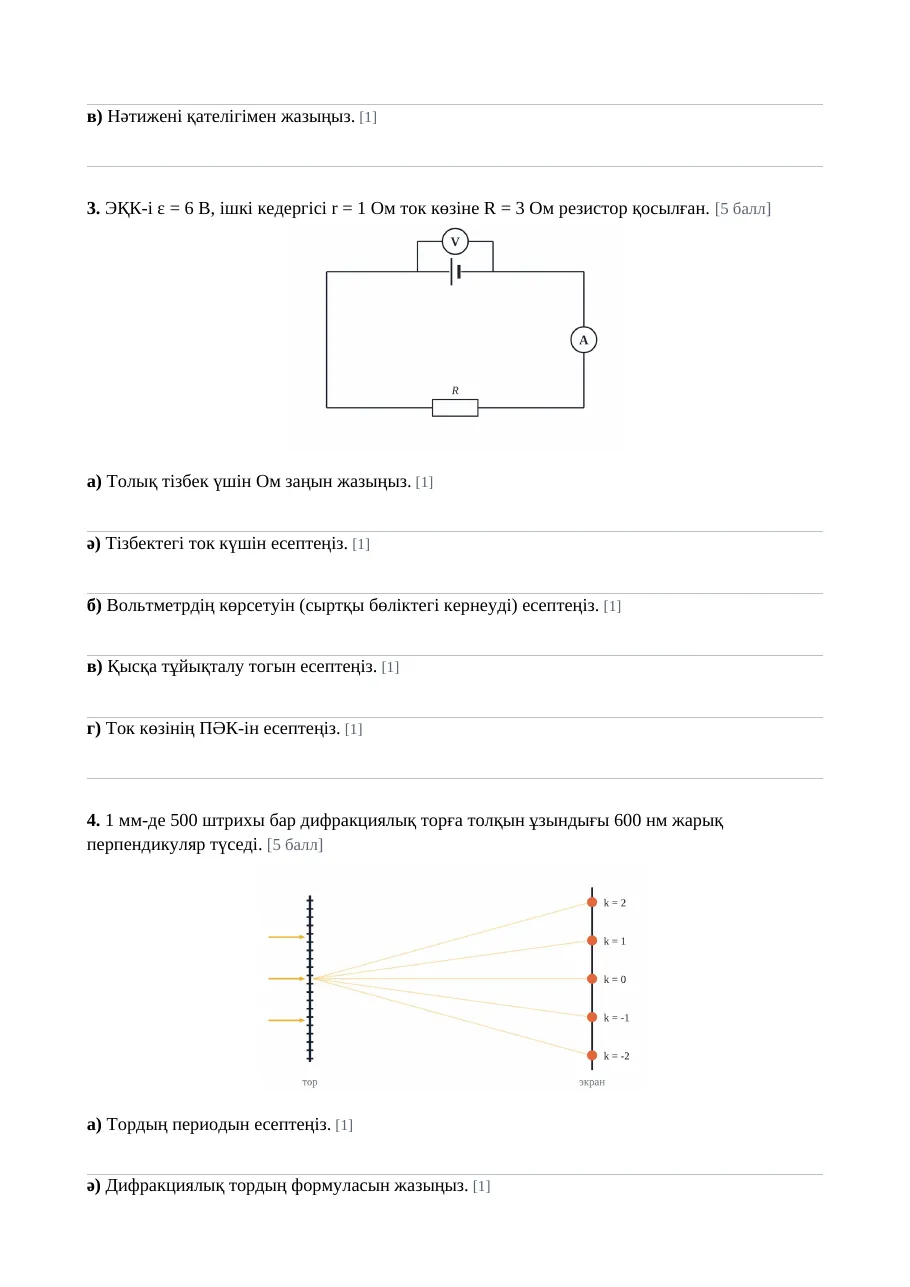 в) Нәтижені қателігімен жазыңыз. [1]
3. ЭҚК-і ε = 6 В, ішкі кедергісі r = 1 Ом ток көзіне R = 3 Ом резистор қосылған. [5 балл]
V
A
R
а) Толық тізбек үшін Ом заңын жазыңыз. [1]
ә) Тізбектегі ток күшін есептеңіз. [1]
б) Вольтметрдің көрсетуін (сыртқы бөліктегі кернеуді) есептеңіз. [1]
в) Қысқа тұйықталу тогын есептеңіз. [1]
г) Ток көзінің ПӘК-ін есептеңіз. [1]
4. 1 мм-де 500 штрихы бар дифракциялық торға толқын ұзындығы 600 нм жарық
перпендикуляр түседі. [5 балл]
k = 2
k = 1
k = 0
k = -1
k = -2
тор
экран
а) Тордың периодын есептеңіз. [1]
ә) Дифракциялық тордың формуласын жазыңыз. [1]